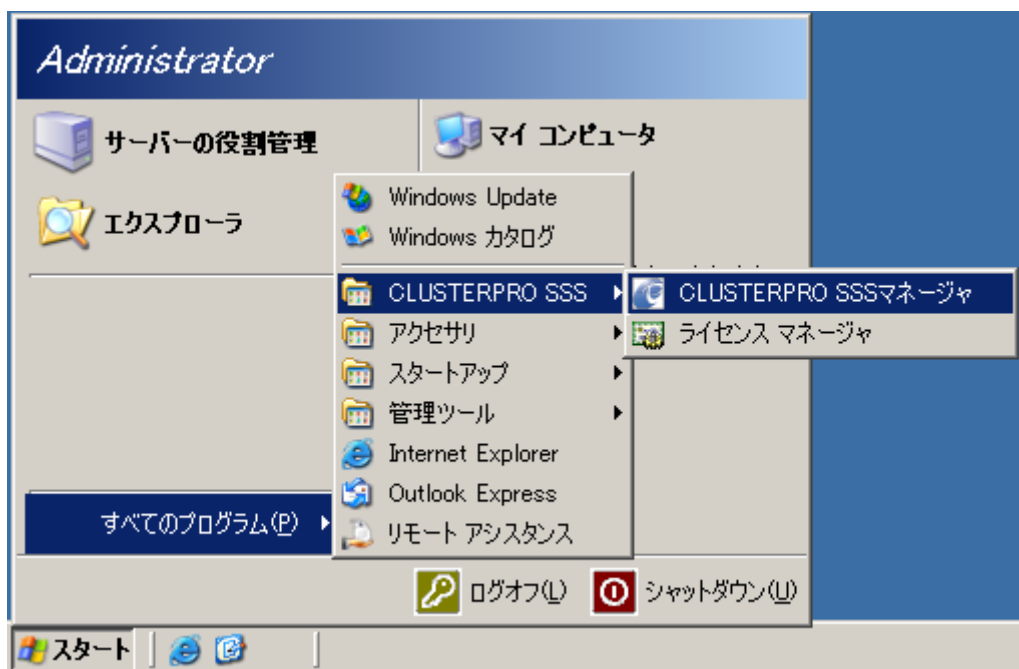 Administrator
サーバーの役割管理
マイ コンピュータ
エクスプローラ
Windows Update
Windows カタログ
CLUSTERPRO SSS
アクセサリ
スタートアップ
管理ツール
Internet Explorer
Outlook Express
リモート アシスタンス
CLUSTERPRO SSSマネージャ
ライセンス マネージャ
すべてのプログラム(P)
ログオフ(L)
シャットダウン(U)
スタート